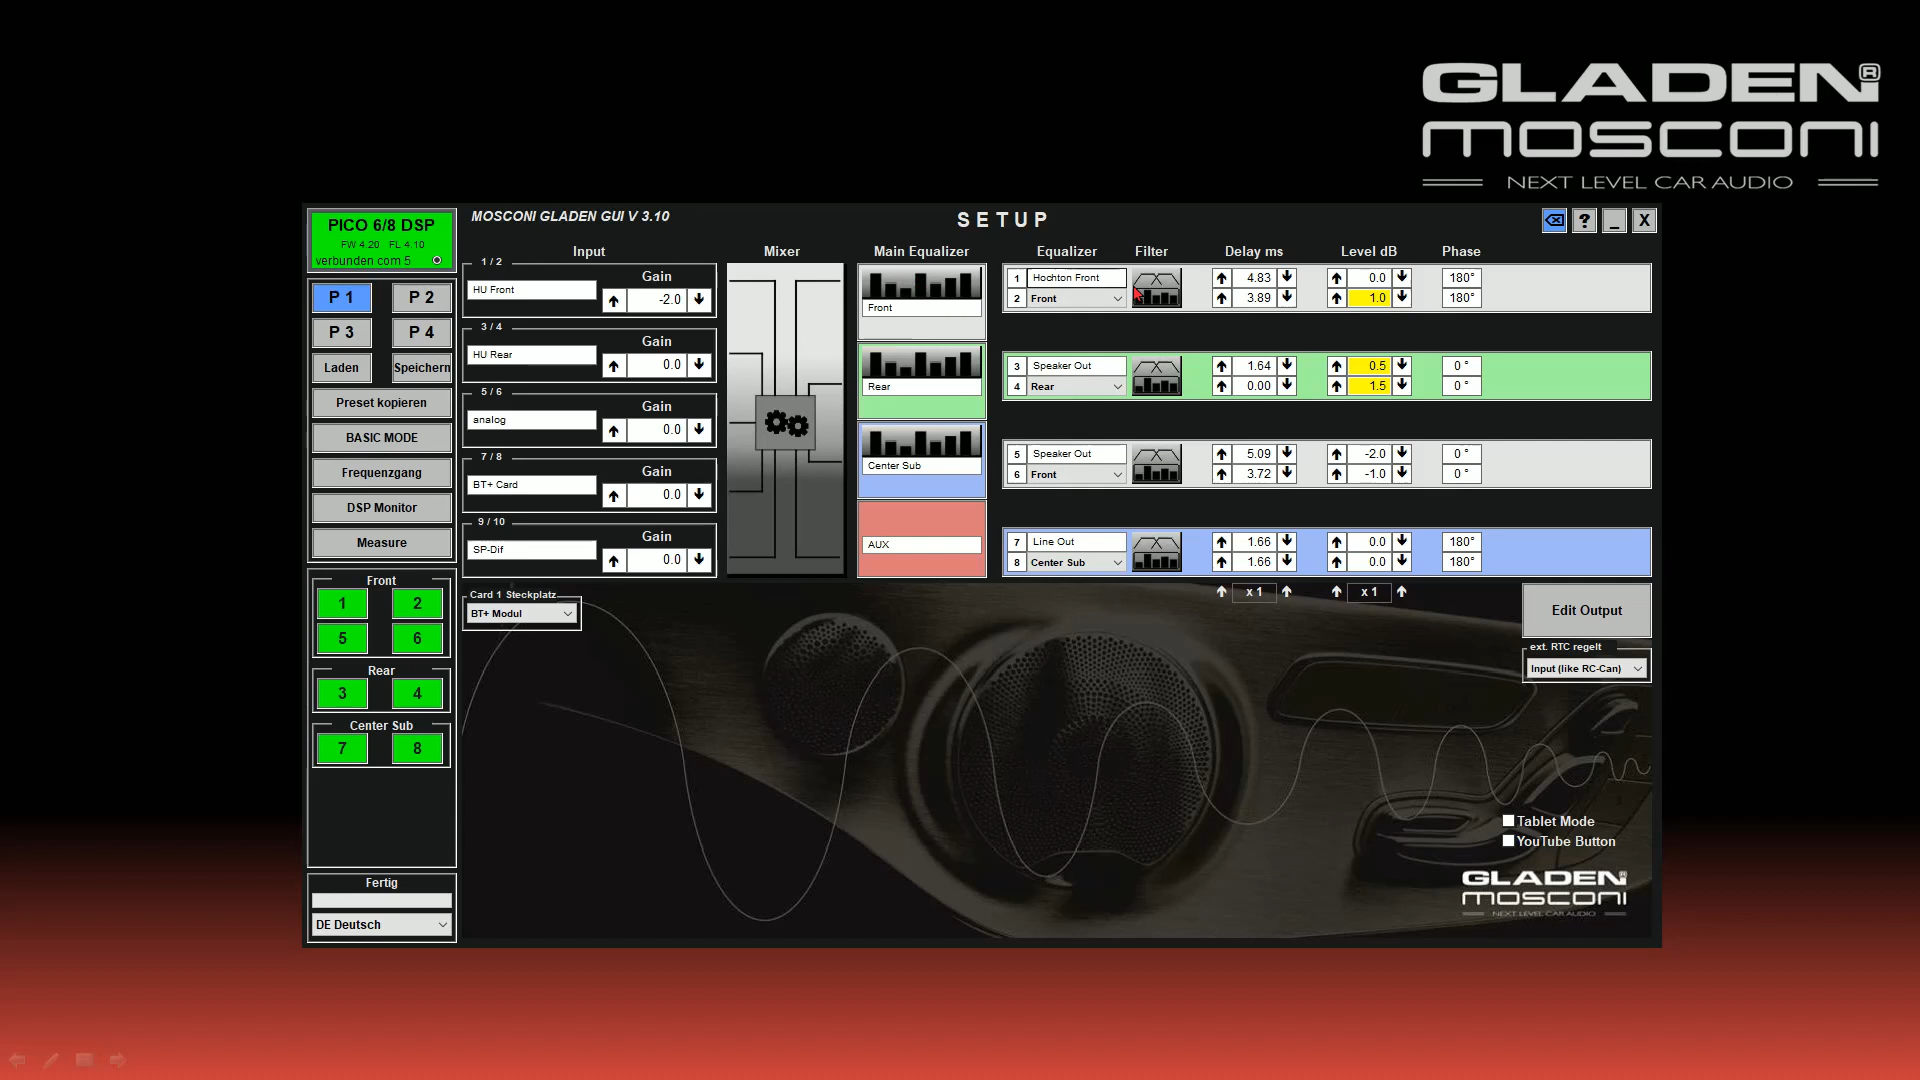 GLADEN®
MOSCONI
NEXT LEVEL CAR AUDIO
PICO 6/8 DSP
FW 4.20 FL 4.10
verbunden com 5
MOSCONI GLADEN GUI V 3.10
SETUP
? _ X
P 1 P 2
P 3 P 4
Laden Speichern
Preset kopieren
BASIC MODE
Frequenzgang
DSP Monitor
Measure
Front
1 2
5 6
Rear
3 4
Center Sub
7 8
Fertig
DE Deutsch
Input
1 / 2
HU Front
Gain
-2.0
3 / 4
HU Rear
Gain
0.0
5 / 6
analog
Gain
0.0
7 / 8
BT+ Card
Gain
0.0
9 / 10
SP-Dif
Gain
0.0
Card 1 Steckplatz
BT+ Modul
Mixer
Main Equalizer
Front
Rear
Center Sub
AUX
Equalizer Filter Delay ms Level dB Phase
1 Hochton Front 4.83 0.0 180°
2 Front 3.89 1.0 180°
3 Speaker Out 1.64 0.5 0 °
4 Rear 0.00 1.5 0 °
5 Speaker Out 5.09 -2.0 0 °
6 Front 3.72 -1.0 0 °
7 Line Out 1.66 0.0 180°
8 Center Sub 1.66 0.0 180°
x 1 x 1
Edit Output
ext. RTC regelt
Input (like RC-Can)
Tablet Mode
YouTube Button
GLADEN
MOSCONI
NEXT LEVEL CAR AUDIO